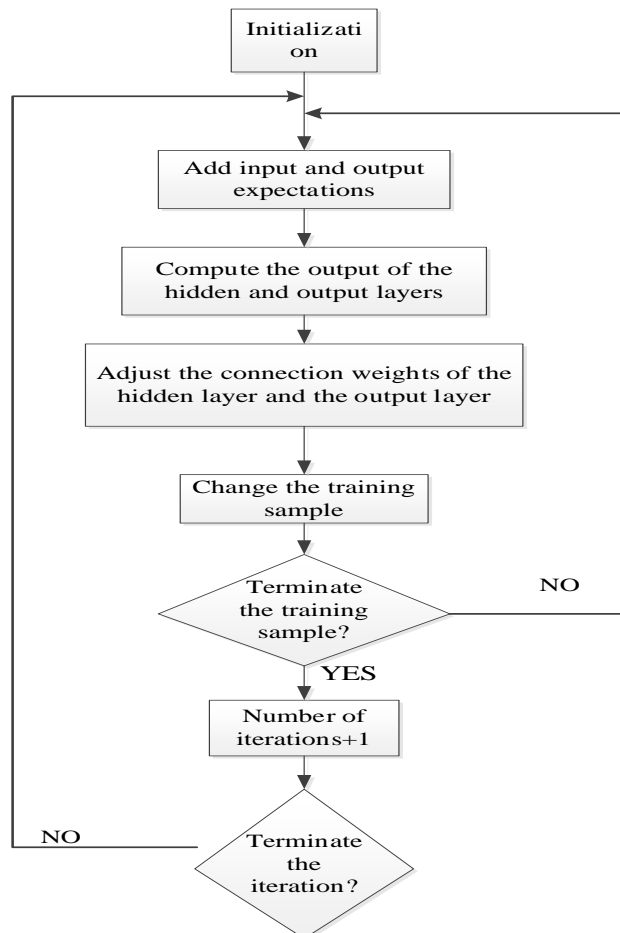 Initializati
on
Add input and output
expectations
Compute the output of the
hidden and output layers
Adjust the connection weights of the
hidden layer and the output layer
Change the training
sample
Terminate
the training
sample?
NO
YES
Number of
iterations+1
Terminate
the
iteration?
NO